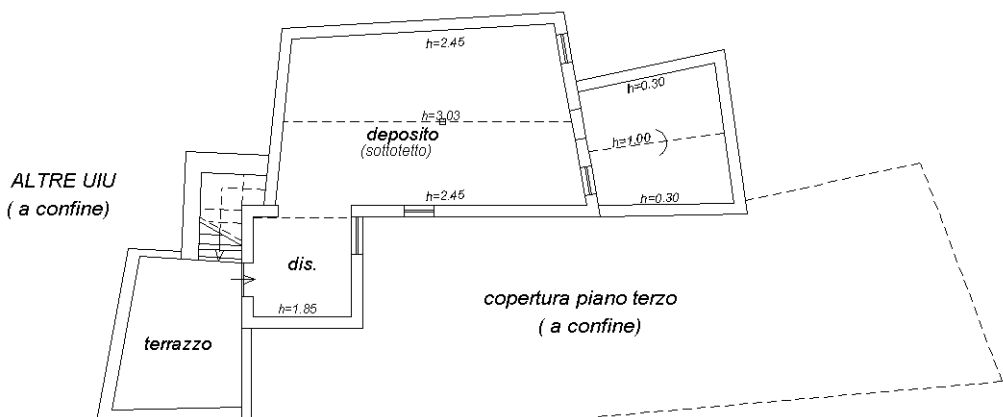 h=2.45
h=0.30
h=3.03
deposito
(sottotetto)
h=1.00
ALTRE UIU
( a confine)
h=2.45
h=0.30
dis.
h=1.85
copertura piano terzo
( a confine)
terrazzo